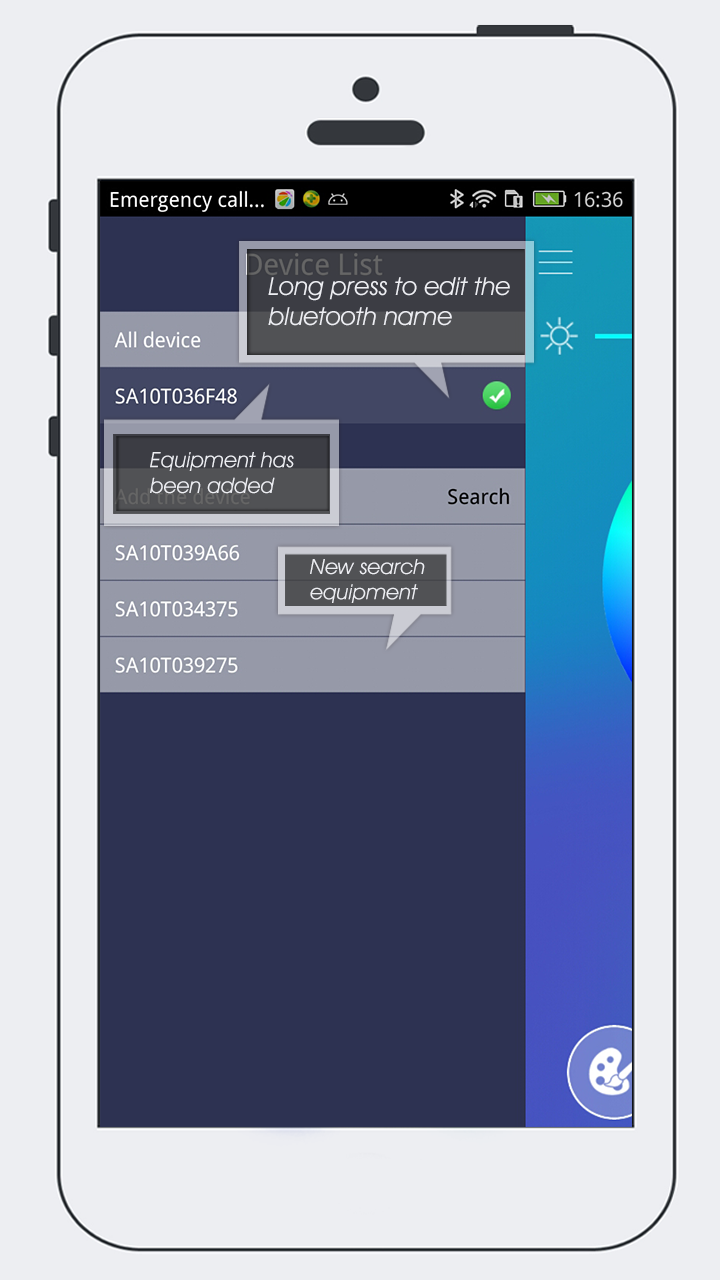 Emergency call... 16:36
Device List
Long press to edit the
bluetooth name
All device
SA10T036F48
Equipment has
been added
Add the device
Search
SA10T039A66
New search
equipment
SA10T034375
SA10T039275